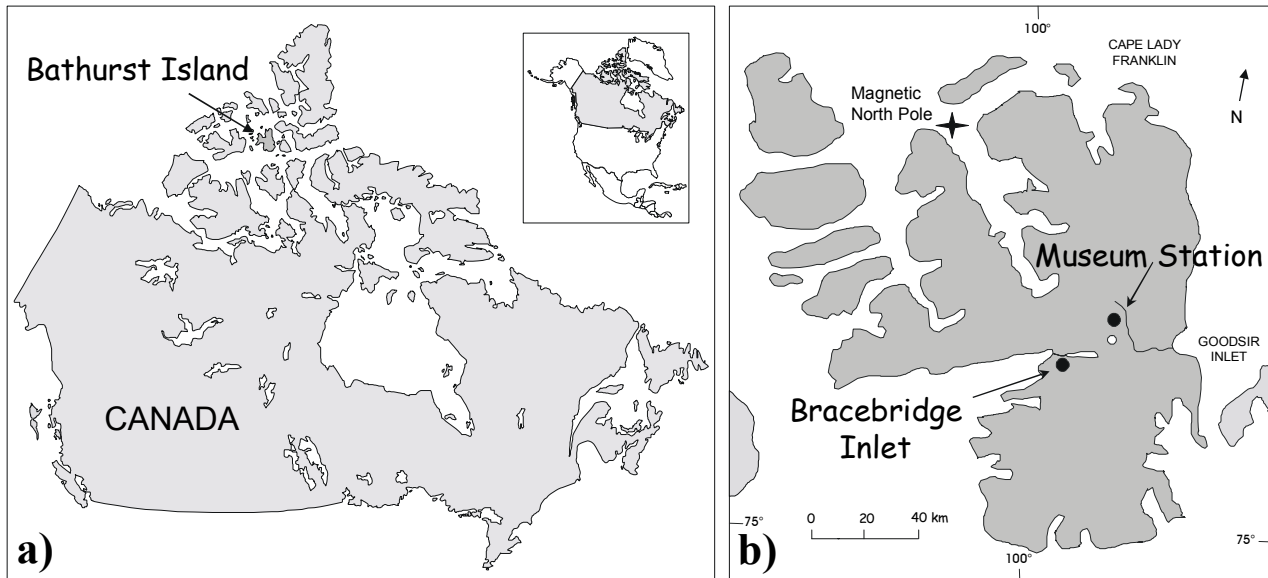 Bathurst Island
CANADA
a)
100°
CAPE LADY
FRANKLIN
Magnetic
North Pole
N
Museum Station
GOODSIR
INLET
Bracebridge
Inlet
75°
0 20 40 km
75°
100°
b)